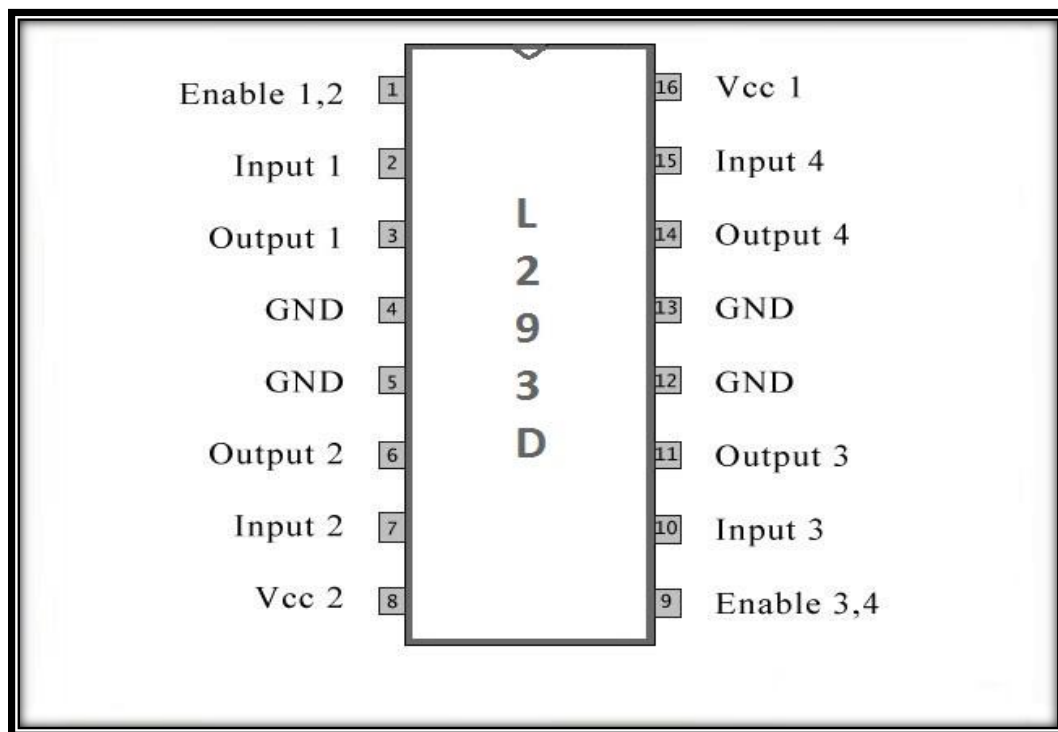 Enable 1,2 1
Input 1 2
Output 1 3
GND 4
GND 5
Output 2 6
Input 2 7
Vcc 2 8
L
2
9
3
D
16 Vcc 1
15 Input 4
14 Output 4
13 GND
12 GND
11 Output 3
10 Input 3
9 Enable 3,4